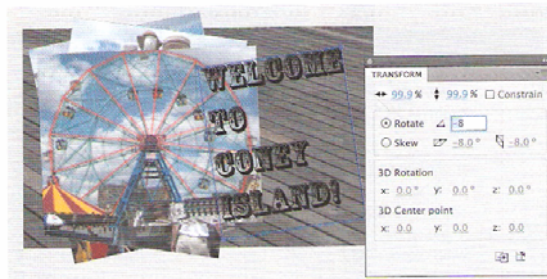 WELCOME
TO
CONEY
ISLAND!
TRANSFORM
99.9 % 99.9 % Constrain
Rotate -8
Skew -8.0 ° -8.0 °
3D Rotation
x: 0.0 ° y: 0.0 ° z: 0.0 °
3D Center point
x: 0.0 y: 0.0 z: 0.0